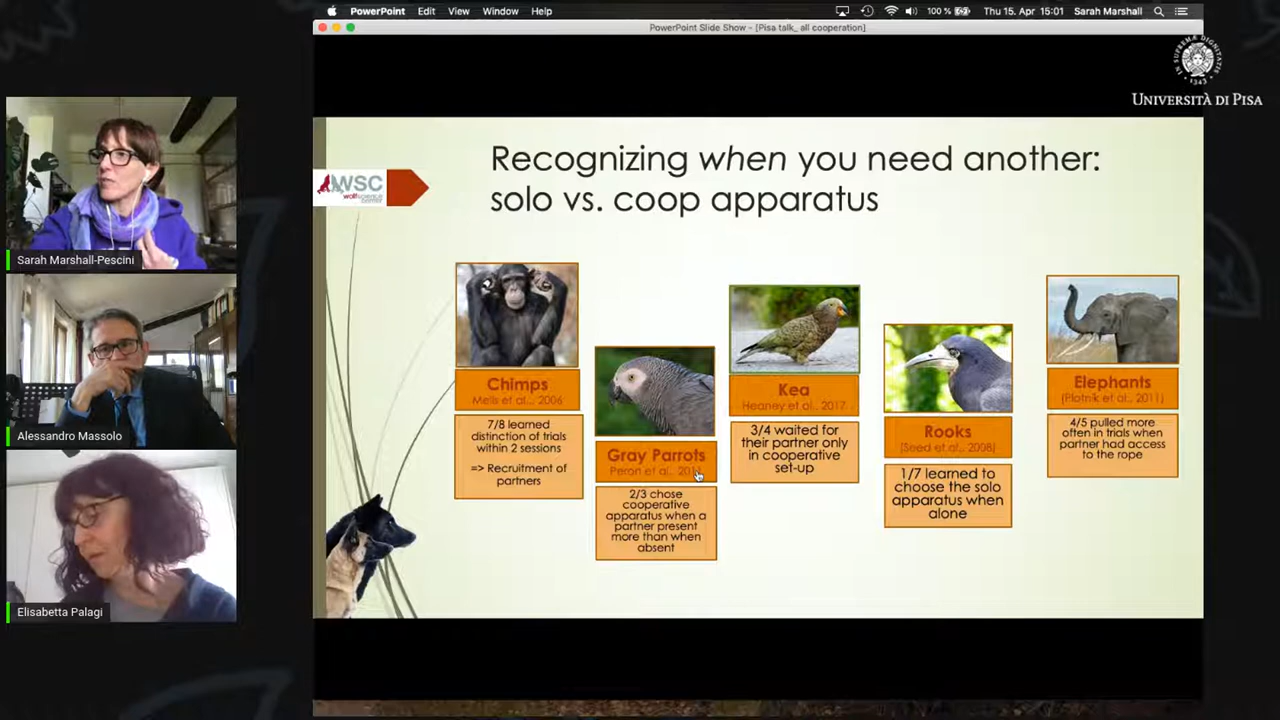 PowerPoint Edit View Window Help
100 % Thu 15. Apr 15:01 Sarah Marshall
PowerPoint Slide Show - [Pisa talk_ all cooperation]
IN SUPREMÆ DIGNITATIS
1343
UNIVERSITÀ DI PISA
Sarah Marshall-Pescini
Alessandro Massolo
Elisabetta Palagi
WSC
wolf science
center
Recognizing when you need another:
solo vs. coop apparatus
Chimps
Melis et al., 2006
7/8 learned
distinction of trials
within 2 sessions
=> Recruitment of
partners
Gray Parrots
Peron et al.,
2/3 chose
cooperative
apparatus when a
partner present
more than when
absent
Kea
Heaney et al., 2017
3/4 waited for
their partner only
in cooperative
set-up
Rooks
(Seed et al., 2008)
1/7 learned to
choose the solo
apparatus when
alone
Elephants
(Plotnik et al., 2011)
4/5 pulled more
often in trials when
partner had access
to the rope